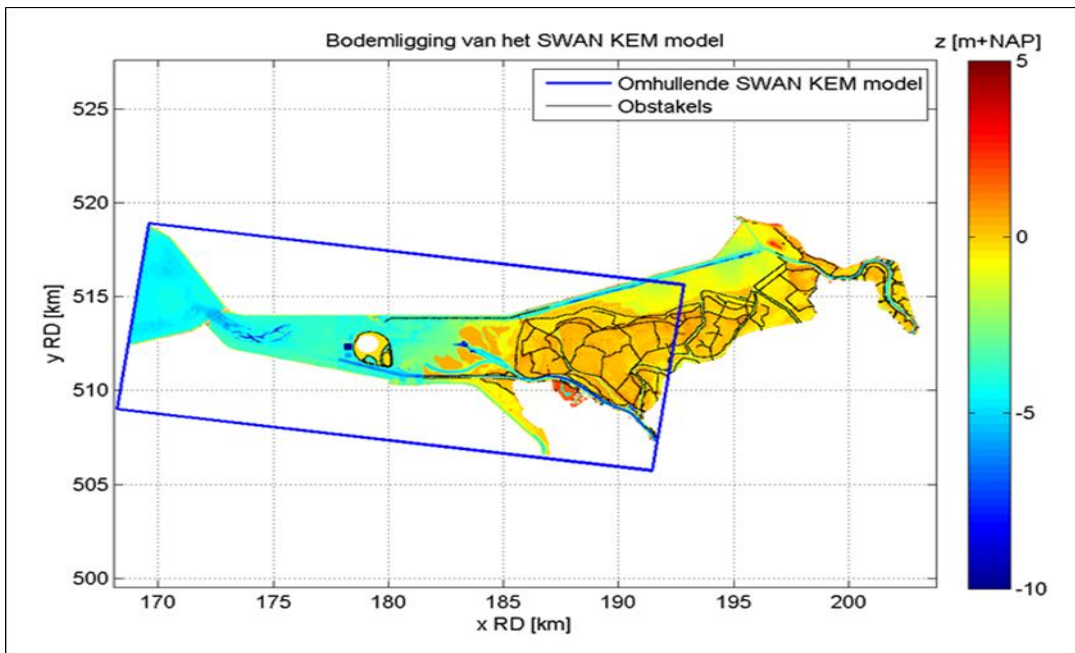 Bodemligging van het SWAN KEM model
z [m+NAP]
Omhullende SWAN KEM model
Obstakels
525
520
515
510
505
500
y RD [km]
170 175 180 185 190 195 200
x RD [km]
5
0
-5
-10